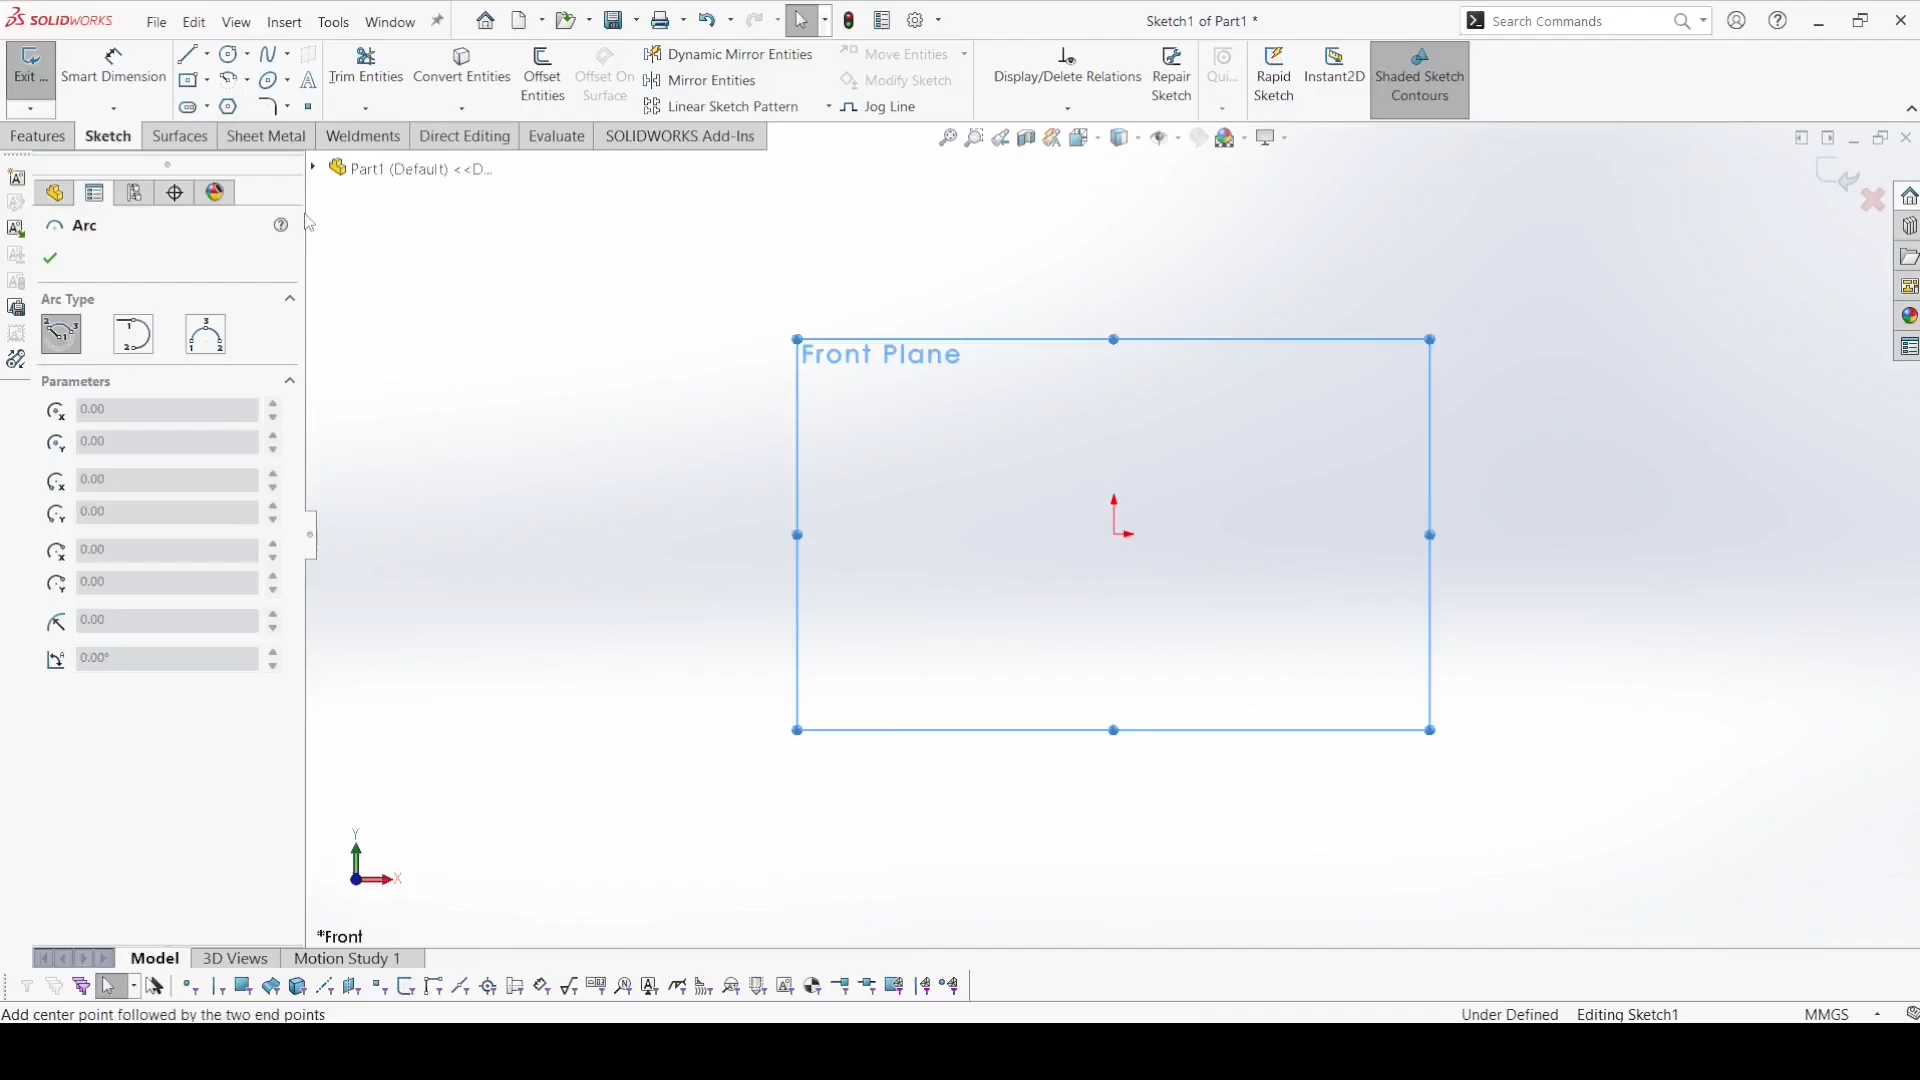 SOLIDWORKS File Edit View Insert Tools Window Sketch1 of Part1 * Search Commands
Exit ... Smart Dimension Trim Entities Convert Entities Offset Entities Offset On Surface Dynamic Mirror Entities Move Entities Display/Delete Relations Repair Sketch Qui... Rapid Sketch Instant2D Shaded Sketch Contours
Mirror Entities Modify Sketch
Linear Sketch Pattern Jog Line
Features Sketch Surfaces Sheet Metal Weldments Direct Editing Evaluate SOLIDWORKS Add-Ins
Part1 (Default) <<D...
Arc
Arc Type
Parameters
0.00
0.00
0.00
0.00
0.00
0.00
0.00
0.00°
Front Plane
Y
X
*Front
Model 3D Views Motion Study 1
Add center point followed by the two end points Under Defined Editing Sketch1 MMGS